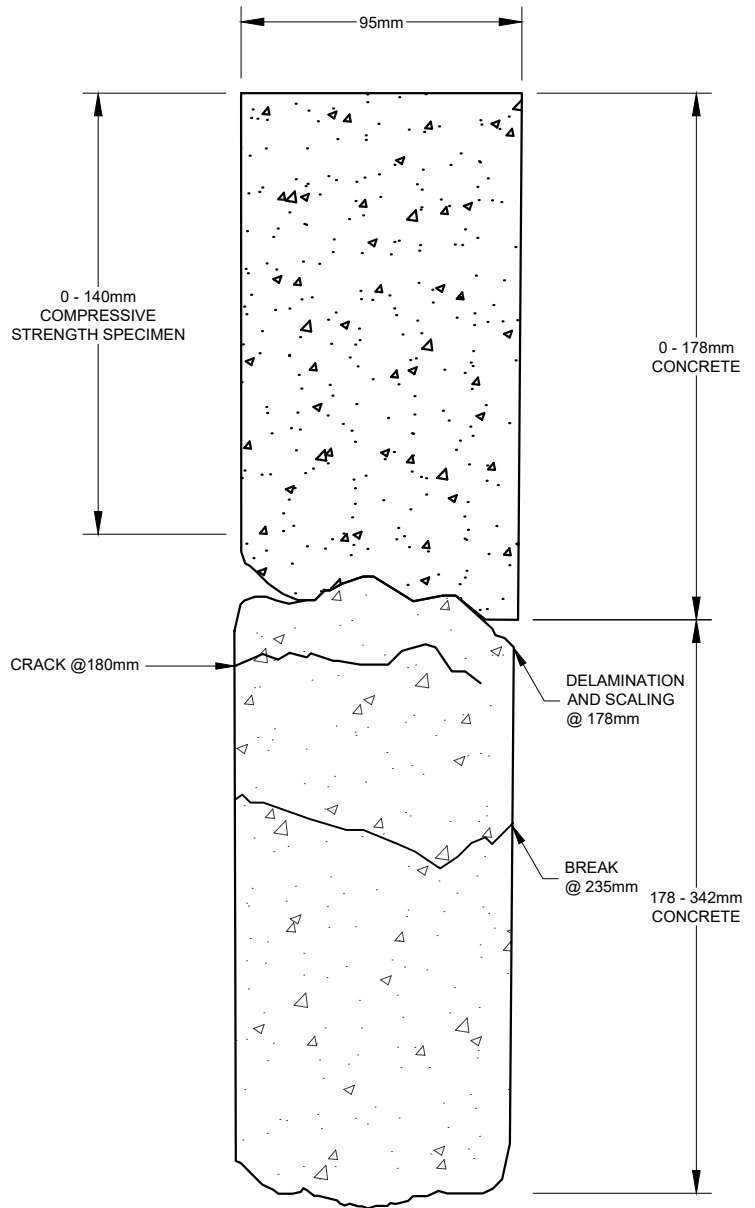 95mm
0 - 140mm
COMPRESSIVE
STRENGTH SPECIMEN
0 - 178mm
CONCRETE
CRACK @180mm
DELAMINATION
AND SCALING
@ 178mm
BREAK
@ 235mm
178 - 342mm
CONCRETE